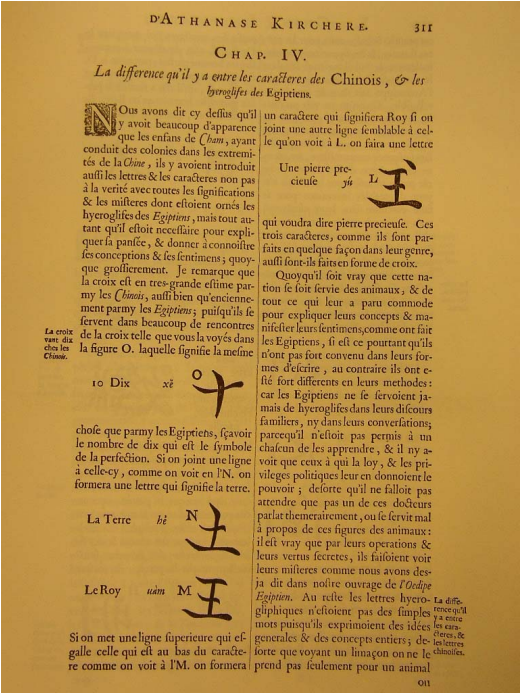 D'ATHANASE KIRCHERE. 311
CHAP. IV.
La difference qu'il y a entre les caracteres des Chinois, & les
hyeroglifes des Egiptiens.
NOus avons dit cy dessus qu'il
y avoit beaucoup d'apparence
que les enfans de Cham, ayant
conduit des colonies dans les extremi-
tés de la Chine, ils y avoient introduit
aussi les lettres & les caracteres non pas
à la verité avec toutes les significations
& les misteres dont estoient ornés les
hyeroglifes des Egiptiens, mais tout au-
tant qu'il estoit necessaire pour expli-
quer sa pansée, & donner à connoistre
ses conceptions & ses sentimens; quoy-
que grossierement. Je remarque que
la croix est en tres-grande estime par-
my les Chinois, aussi bien qu'encienne-
ment parmy les Egiptiens; puisqu'ils se
servent dans beaucoup de rencontres
de la croix telle que vous la voyés dans
la figure O. laquelle signifie la mesme
La croix
vaut dix
chez les
Chinois.
10 Dix xě O 十
chose que parmy les Egiptiens, sçavoir
le nombre de dix qui est le symbole
de la perfection. Si on joint une ligne
à celle-cy, comme on voit en l'N. on
formera une lettre qui signifie la terre.
La Terre hě N 土
Le Roy uâm M 王
Si on met une ligne superieure qui es-
galle celle qui est au bas du caracte-
re comme on voit à l'M. on formera
un caractere qui signifiera Roy si on
joint une autre ligne semblable à cel-
le qu'on voit à L. on faira une lettre
Une pierre pre-
cieuse yǔ L 玉
qui voudra dire pierre precieuse. Ces
trois caracteres, comme ils sont par-
faits en quelque façon dans leur genre,
aussi sont-ils faits en forme de croix.
Quoyqu'il soit vray que cette na-
tion se soit servie des animaux, & de
tout ce qui leur a paru commode
pour expliquer leurs concepts & ma-
nifester leurs sentimens, comme ont fait
les Egiptiens, si est ce pourtant qu'ils
n'ont pas fort convenu dans leurs for-
mes d'escrire, au contraire ils ont e-
sté fort differents en leurs methodes:
car les Egiptiens ne se servoient ja-
mais de hyeroglifes dans leurs discours
familiers, ny dans leurs conversations;
parcequ'il n'estoit pas permis à un
chascun de les apprendre, & il ny a-
voit que ceux à qui la loy, & les pri-
vileges politiques leur en donnoient le
pouvoir; desorte qu'il ne falloit pas
attendre que pas un de ces docteurs
parlat themerairement, ou se servit mal
à propos de ces figures des animaux:
il est vray que par leurs operations &
leurs vertus secretes, ils faisoient voir
leurs misteres comme nous avons des-
ja dit dans nostre ouvrage de l'Oedipe
Egiptien. Au reste les lettres hyero-
gliphiques n'estoient pas des simples
mots puisqu'ils exprimoient des idées
generales & des concepts entiers; de-
sorte que voyant un limaçon on ne le
prend pas seulement pour un animal
La diffe-
rence qu'il
y a entre
les cara-
cteres, &
les lettres
chinoises.